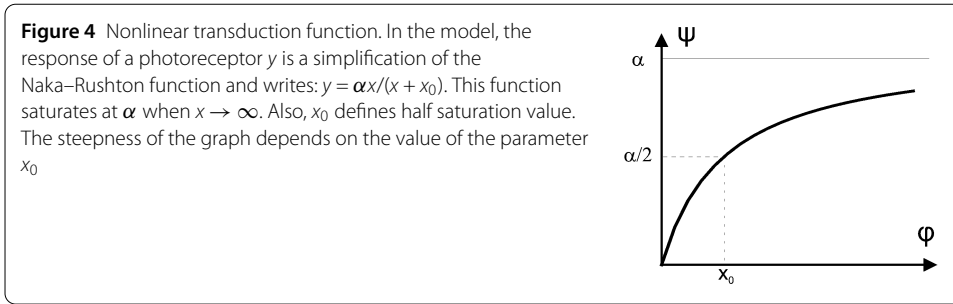 Figure 4 Nonlinear transduction function. In the model, the
response of a photoreceptor y is a simplification of the
Naka–Rushton function and writes: y = αx/(x + x₀). This function
saturates at α when x → ∞. Also, x₀ defines half saturation value.
The steepness of the graph depends on the value of the parameter
x₀
Ψ
α
α/2
φ
x₀